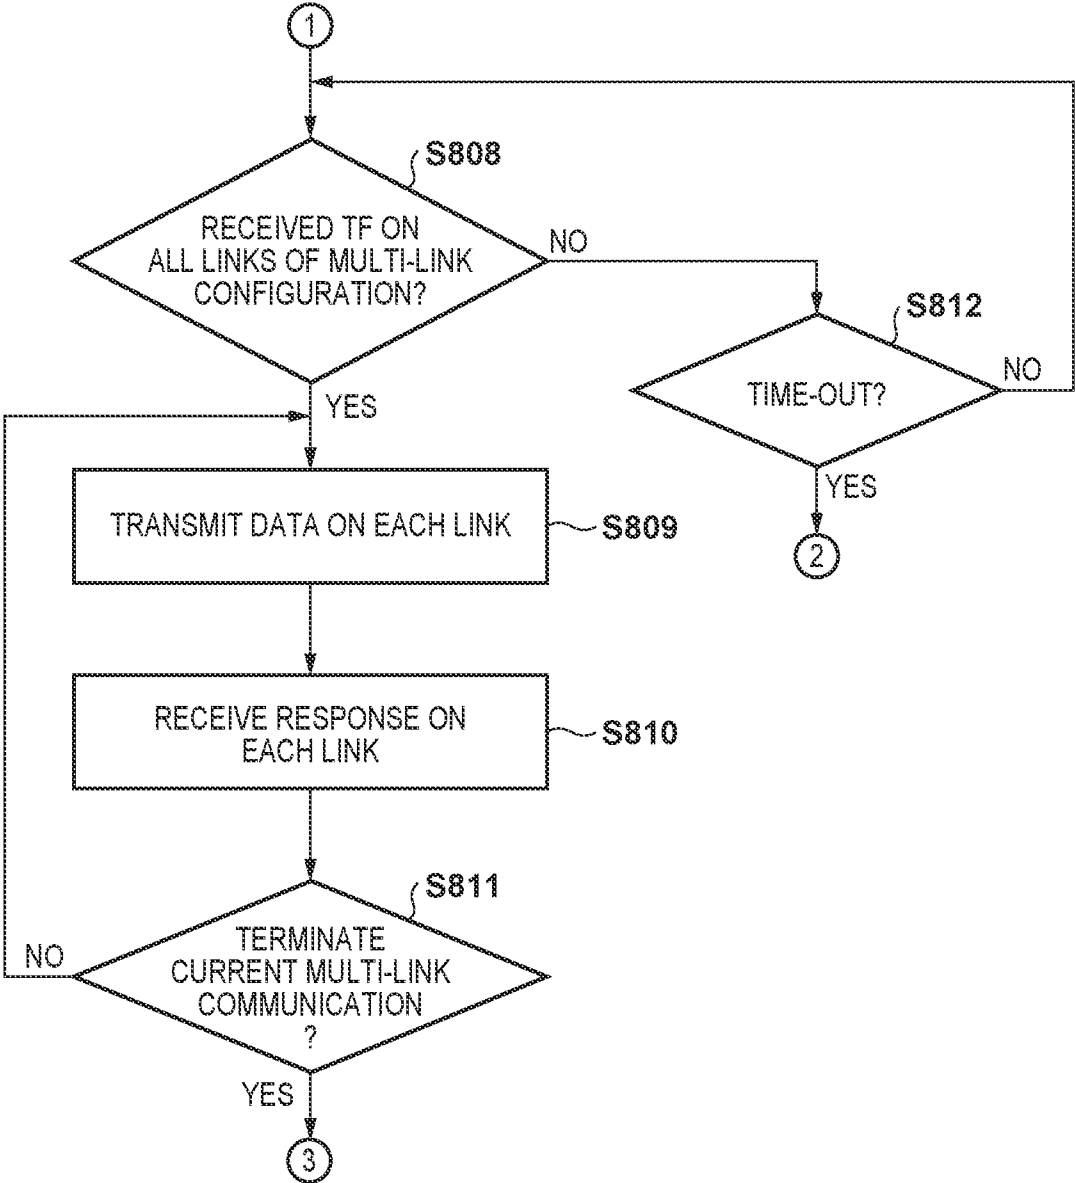 1
S808
RECEIVED TF ON
ALL LINKS OF MULTI-LINK
CONFIGURATION?
NO
S812
TIME-OUT?
NO
YES
YES
2
TRANSMIT DATA ON EACH LINK
S809
RECEIVE RESPONSE ON
EACH LINK
S810
S811
TERMINATE
CURRENT MULTI-LINK
COMMUNICATION
?
NO
YES
3